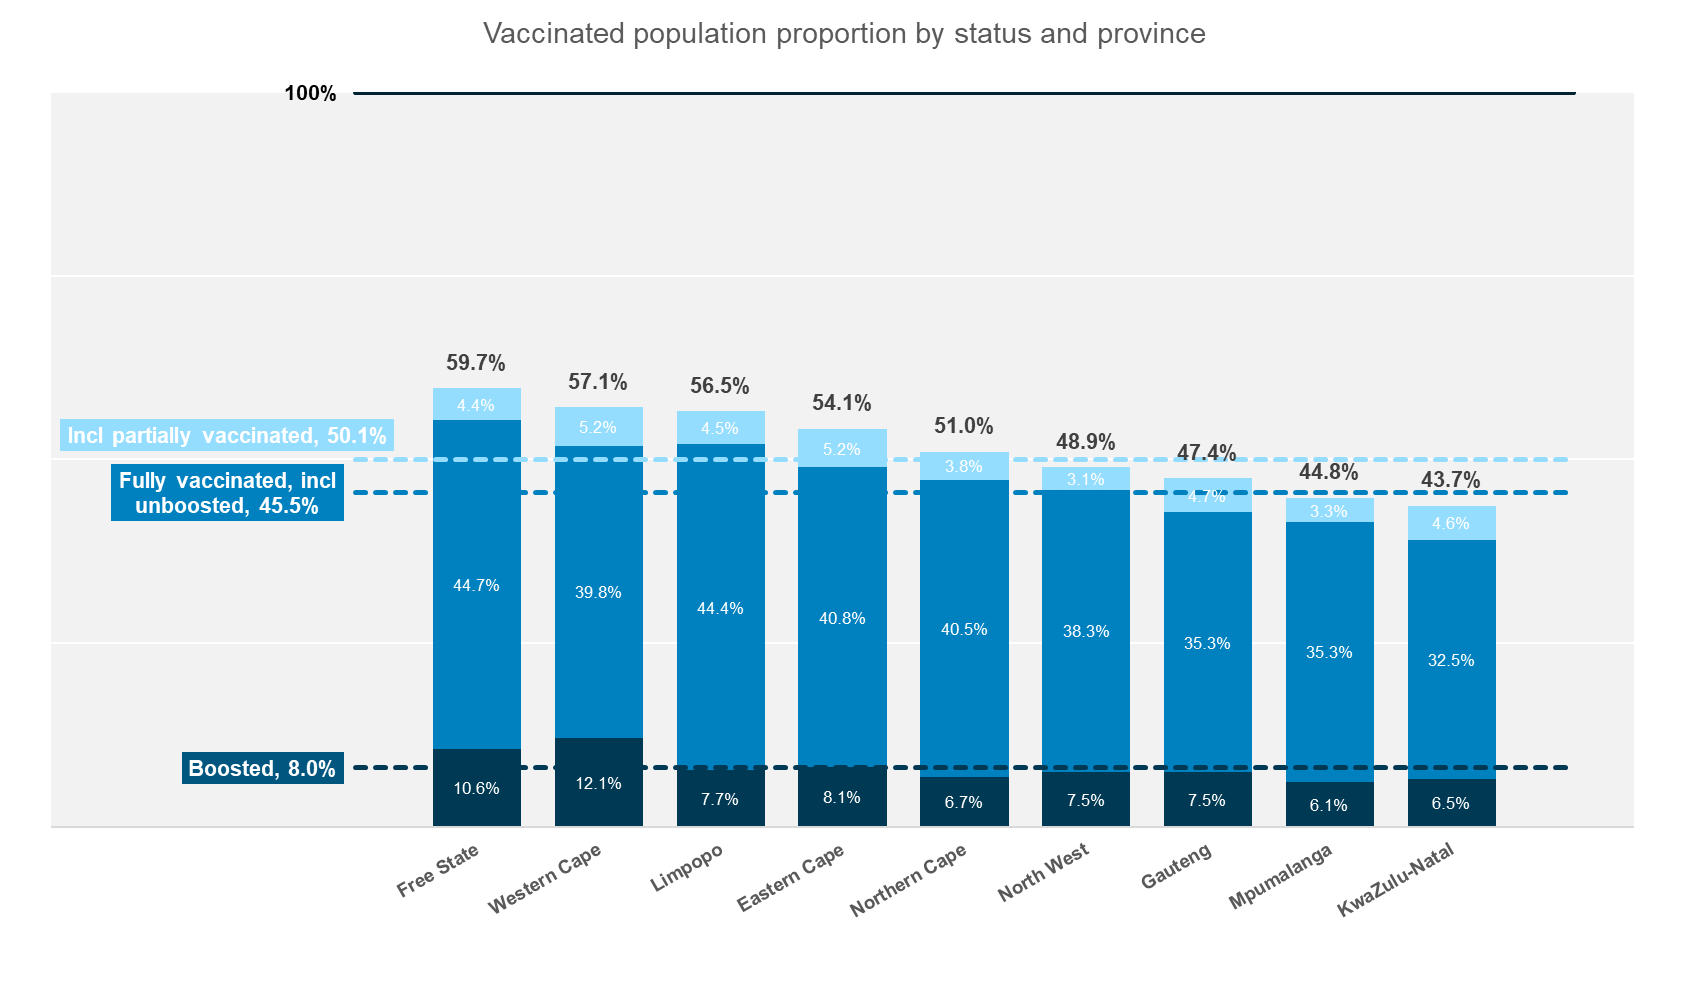 Vaccinated population proportion by status and province
100%
59.7%
57.1%
56.5%
54.1%
51.0%
48.9%
47.4%
44.8%
43.7%
Incl partially vaccinated, 50.1%
Fully vaccinated, incl
unboosted, 45.5%
4.4%
5.2%
4.5%
5.2%
3.8%
3.1%
4.7%
3.3%
4.6%
44.7%
39.8%
44.4%
40.8%
40.5%
38.3%
35.3%
35.3%
32.5%
Boosted, 8.0%
10.6%
12.1%
7.7%
8.1%
6.7%
7.5%
7.5%
6.1%
6.5%
Free State
Western Cape
Limpopo
Eastern Cape
Northern Cape
North West
Gauteng
Mpumalanga
KwaZulu-Natal